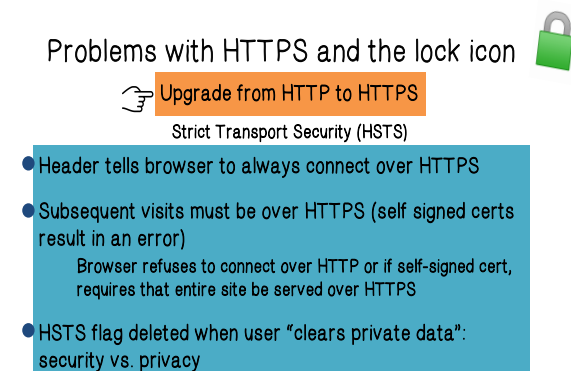 Problems with HTTPS and the lock icon
Upgrade from HTTP to HTTPS
Strict Transport Security (HSTS)
Header tells browser to always connect over HTTPS
Subsequent visits must be over HTTPS (self signed certs
result in an error)
Browser refuses to connect over HTTP or if self-signed cert,
requires that entire site be served over HTTPS
HSTS flag deleted when user “clears private data”:
security vs. privacy